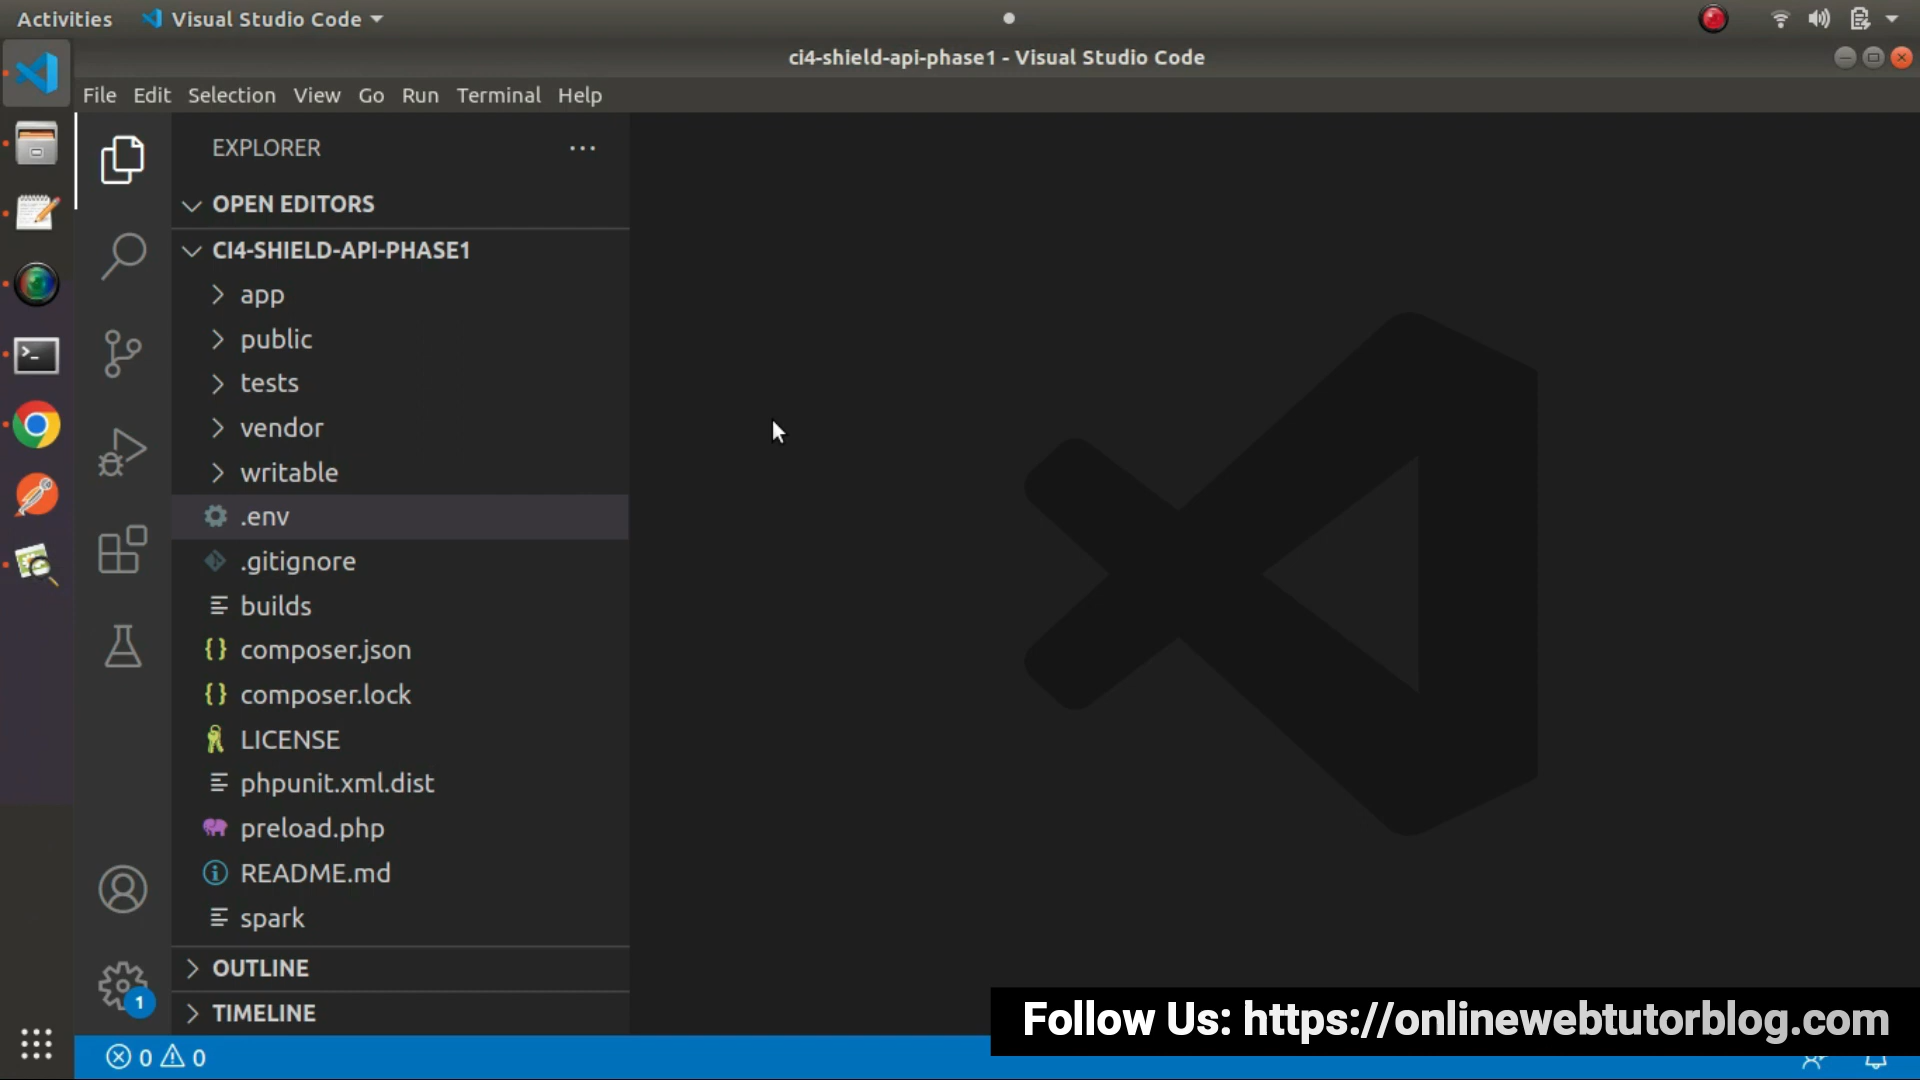 Activities Visual Studio Code
ci4-shield-api-phase1 - Visual Studio Code
File Edit Selection View Go Run Terminal Help
EXPLORER
OPEN EDITORS
CI4-SHIELD-API-PHASE1
app
public
tests
vendor
writable
.env
.gitignore
builds
composer.json
composer.lock
LICENSE
phpunit.xml.dist
preload.php
README.md
spark
OUTLINE
1
TIMELINE
Follow Us: https://onlinewebtutorblog.com
0 0